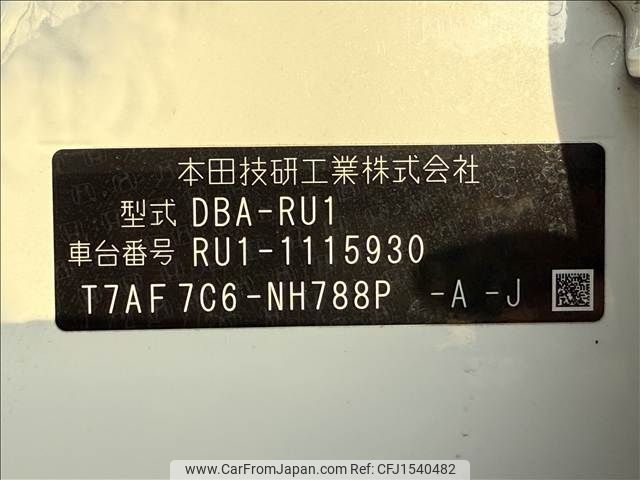 本田技研工業株式会社
型式 DBA-RU1
車台番号 RU1-1115930
T7AF 7C6-NH788P -A -J
www.CarFromJapan.com CFJ1540482